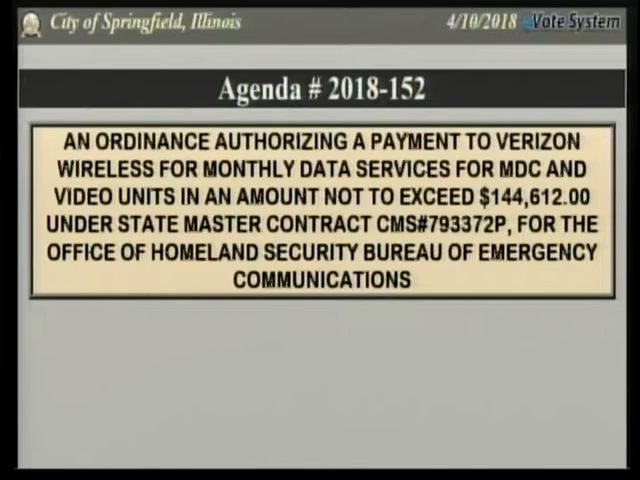 City of Springfield, Illinois
4/10/2018 eVote System
Agenda # 2018-152
AN ORDINANCE AUTHORIZING A PAYMENT TO VERIZON
WIRELESS FOR MONTHLY DATA SERVICES FOR MDC AND
VIDEO UNITS IN AN AMOUNT NOT TO EXCEED $144,612.00
UNDER STATE MASTER CONTRACT CMS#793372P, FOR THE
OFFICE OF HOMELAND SECURITY BUREAU OF EMERGENCY
COMMUNICATIONS